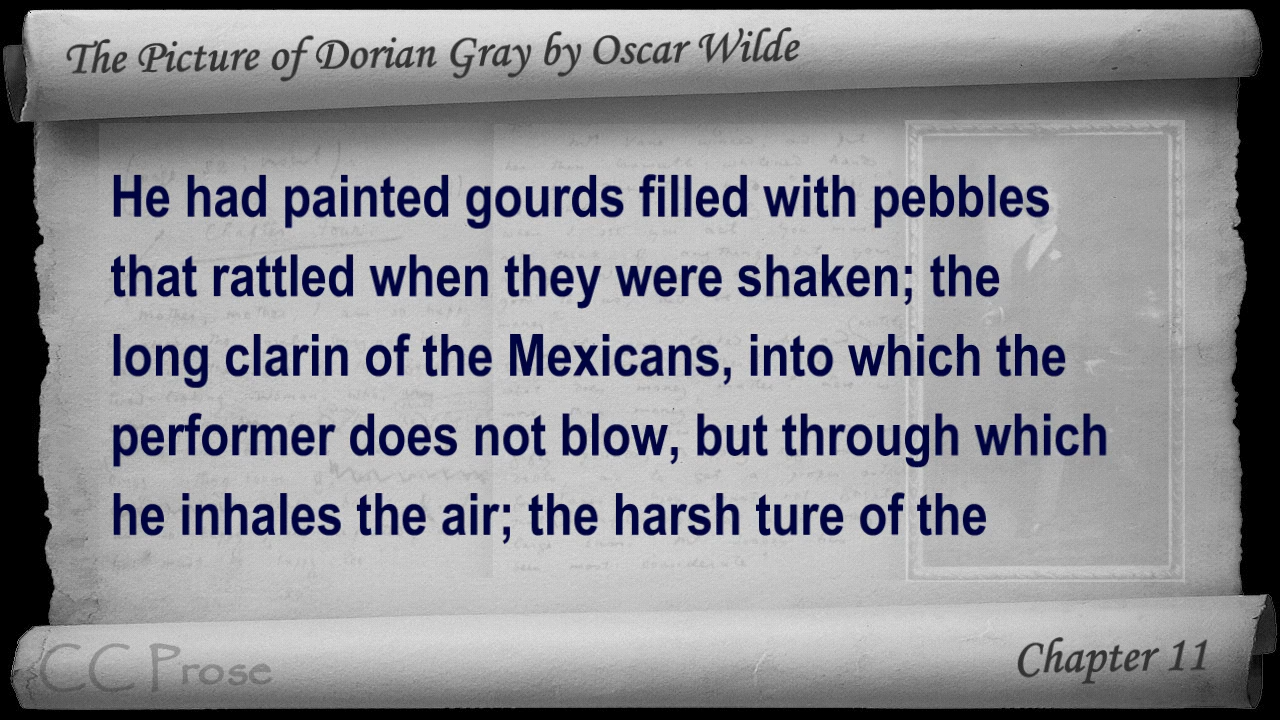 The Picture of Dorian Gray by Oscar Wilde
He had painted gourds filled with pebbles
that rattled when they were shaken; the
long clarin of the Mexicans, into which the
performer does not blow, but through which
he inhales the air; the harsh ture of the
CC Prose
Chapter 11